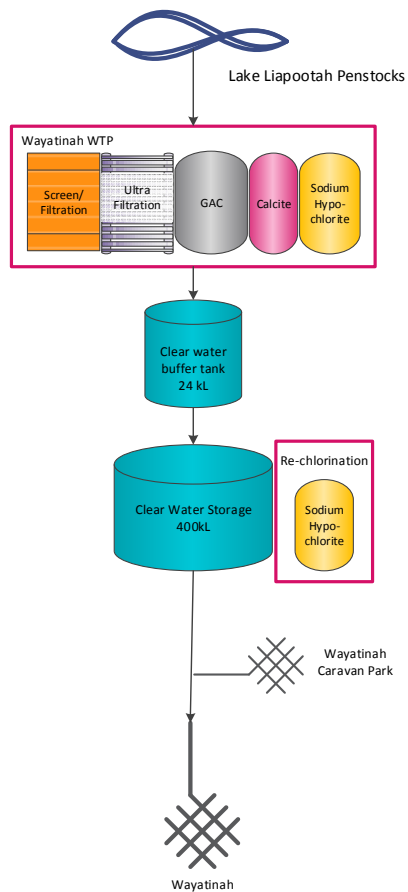 Lake Liapootah Penstocks
Wayatinah WTP
Screen/
Filtration
Ultra
Filtration
GAC
Calcite
Sodium
Hypo-
chlorite
Clear water
buffer tank
24 kL
Clear Water Storage
400kL
Re-chlorination
Sodium
Hypo-
chlorite
Wayatinah
Caravan Park
Wayatinah